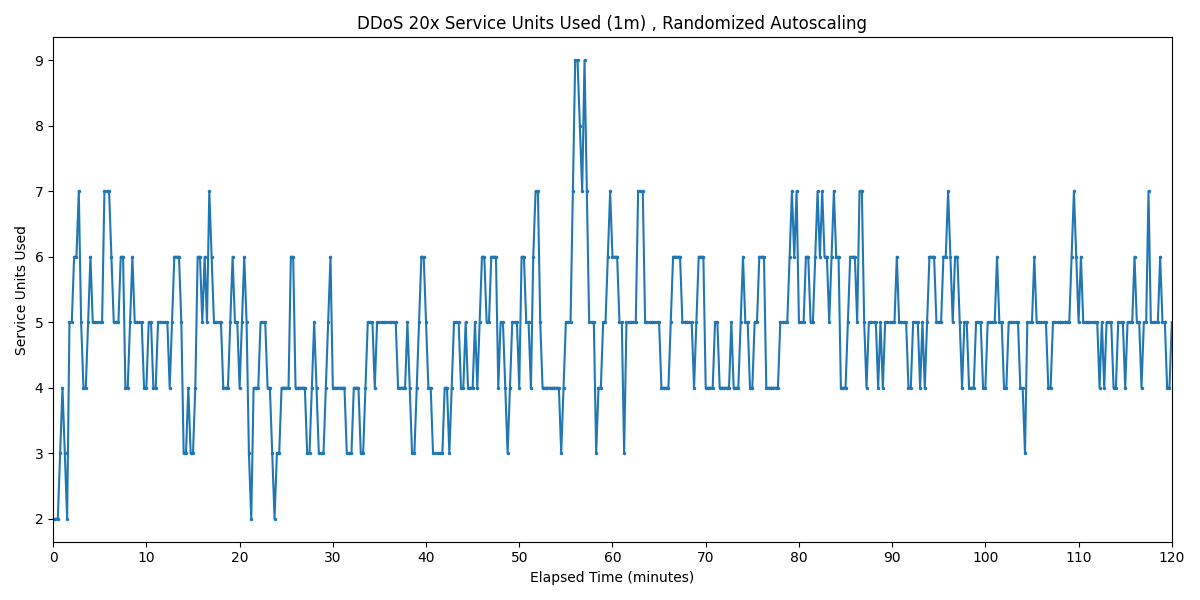 DDoS 20x Service Units Used (1m) , Randomized Autoscaling
Service Units Used
9
8
7
6
5
4
3
2
0 10 20 30 40 50 60 70 80 90 100 110 120
Elapsed Time (minutes)